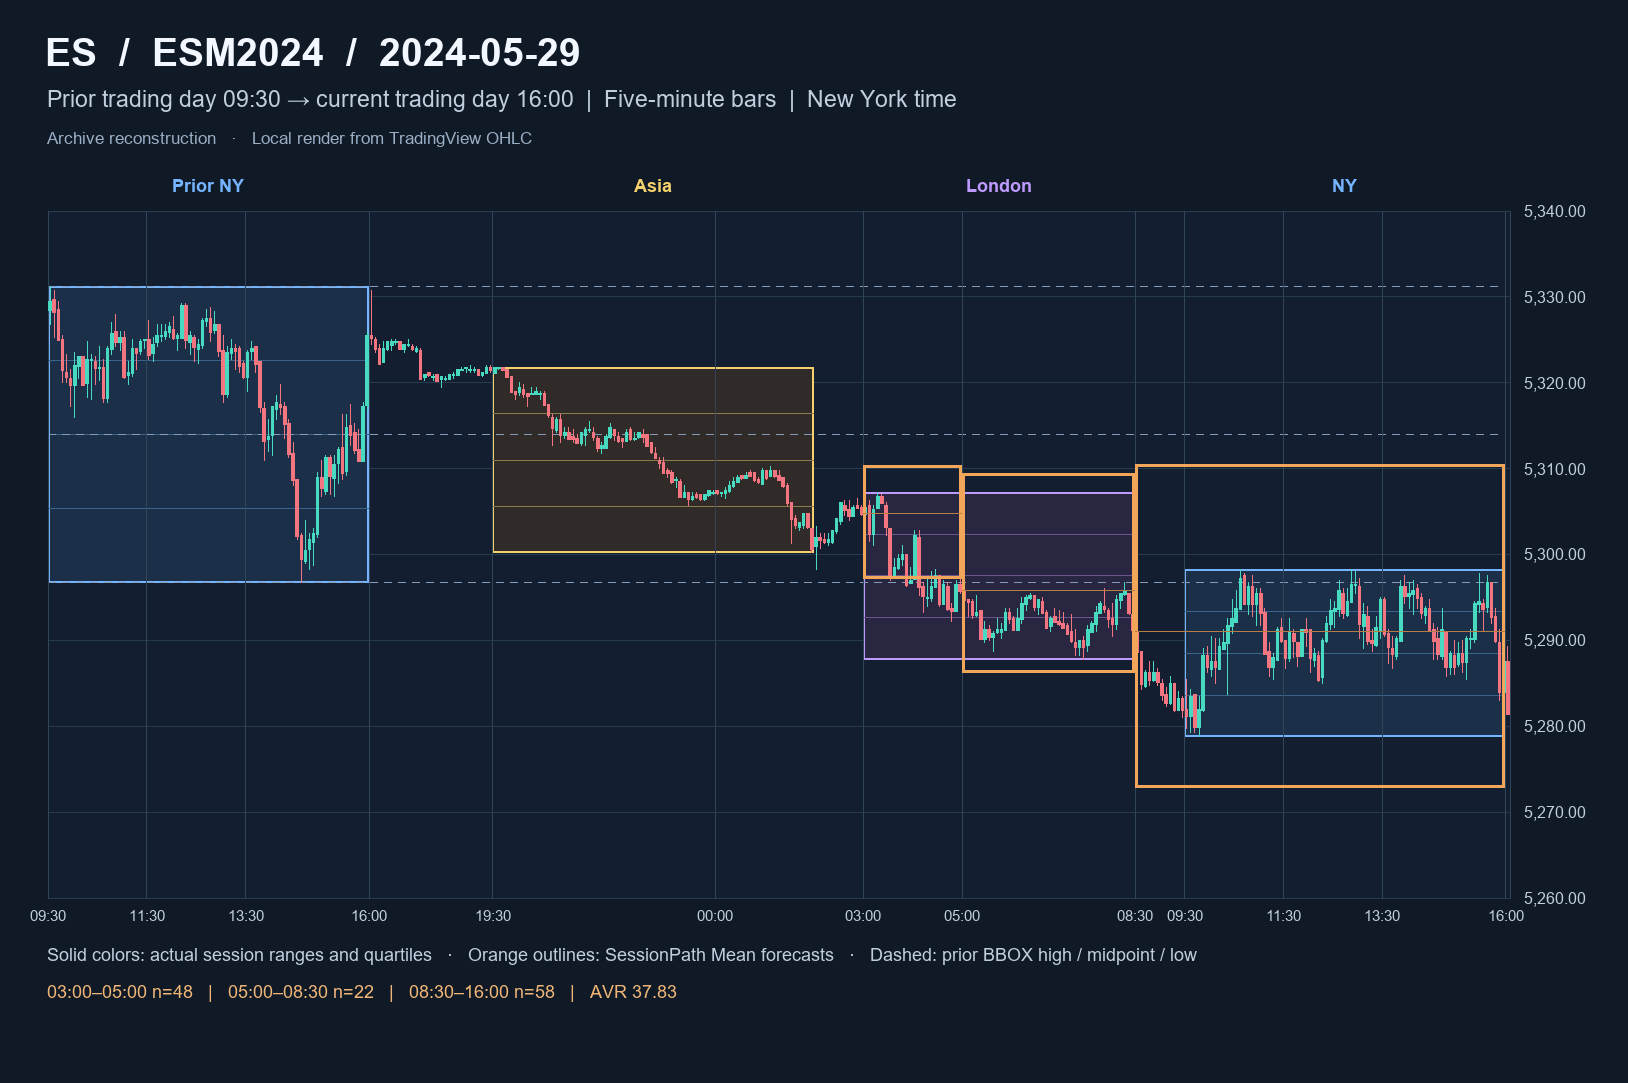 ES / ESM2024 / 2024-05-29
Prior trading day 09:30 → current trading day 16:00 | Five-minute bars | New York time
Archive reconstruction · Local render from TradingView OHLC
Prior NY Asia London NY
5,340.00
5,330.00
5,320.00
5,310.00
5,300.00
5,290.00
5,280.00
5,270.00
5,260.00
09:30 11:30 13:30 16:00 19:30 00:00 03:00 05:00 08:30 09:30 11:30 13:30 16:00
Solid colors: actual session ranges and quartiles · Orange outlines: SessionPath Mean forecasts · Dashed: prior BBOX high / midpoint / low
03:00–05:00 n=48 | 05:00–08:30 n=22 | 08:30–16:00 n=58 | AVR 37.83